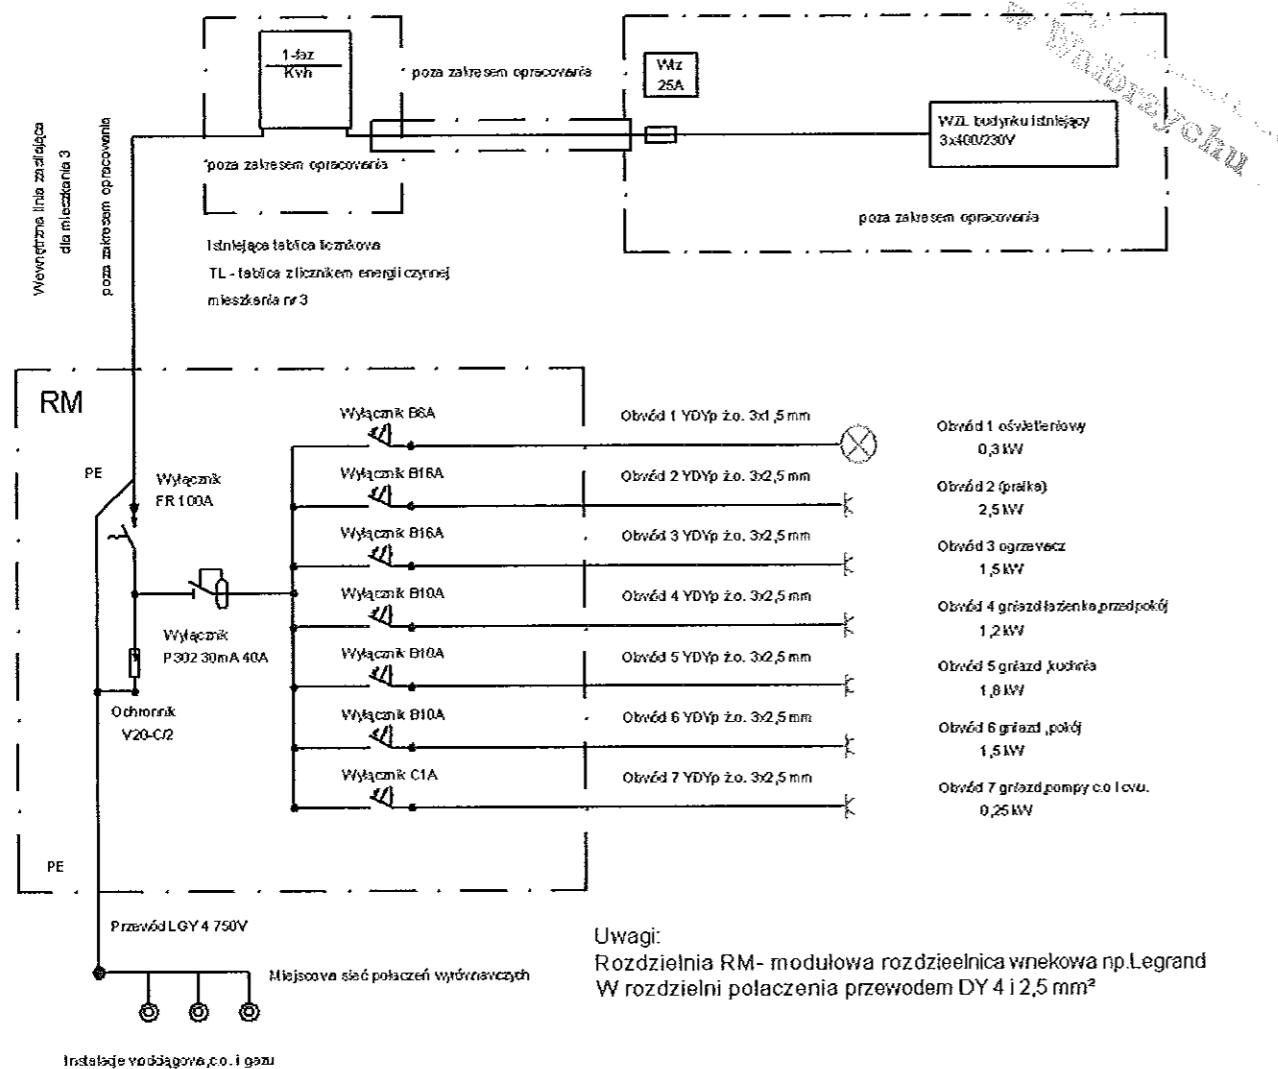 w Wałbrzychu
1-faz
Kvh
poza zakresem opracowania
Wtz
25A
WZL budynku istniejący
3x400/230V
poza zakresem opracowania
poza zakresem opracowania
Wewnętrzna linia zasilająca
dla mieszkania 3
poza zakresem opracowania
Istniejąca tablica licznikowa
TL - tablica z licznikem energii czynnej
mieszkania nr 3
RM
PE
Wyłącznik
FR 100A
Wyłącznik
P302 30mA 40A
Ochronnik
V20-C/2
PE
Wyłącznik B6A
Obwód 1 YDYp ż.o. 3x1,5 mm
Obwód 1 oświetleniowy
0,3 kW
Wyłącznik B16A
Obwód 2 YDYp ż.o. 3x2,5 mm
Obwód 2 (pralka)
2,5 kW
Wyłącznik B16A
Obwód 3 YDYp ż.o. 3x2,5 mm
Obwód 3 ogrzewacz
1,5 kW
Wyłącznik B10A
Obwód 4 YDYp ż.o. 3x2,5 mm
Obwód 4 gniazd łazienka,przedpokój
1,2 kW
Wyłącznik B10A
Obwód 5 YDYp ż.o. 3x2,5 mm
Obwód 5 gniazd ,kuchnia
1,8 kW
Wyłącznik B10A
Obwód 6 YDYp ż.o. 3x2,5 mm
Obwód 6 gniazd ,pokój
1,5 kW
Wyłącznik C1A
Obwód 7 YDYp ż.o. 3x2,5 mm
Obwód 7 gniazd,pompy c.o i cwu.
0,25 kW
Przewód LGY 4 750V
Miejscowa sieć połaczeń wyrównawczych
Instalacje wodciągowa,c.o. i gazu
Uwagi:
Rozdzielnia RM- modułowa rozdzieelnica wnekowa np.Legrand
W rozdzielni polaczenia przewodem DY 4 i 2,5 mm²